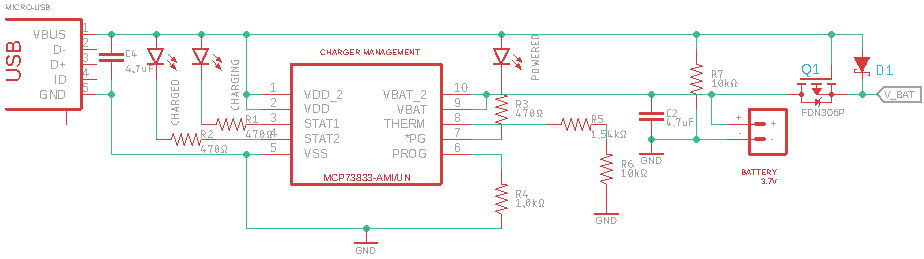 MICRO-USB
USB
VBUS 1
D- 2
D+ 3
ID 4
GND 5
C4
4.7uF
CHARGED
CHARGING
R1
470Ω
R2
470Ω
CHARGER MANAGEMENT
1 VDD_2
2 VDD
3 STAT1
4 STAT2
5 VSS
VBAT_2 10
VBAT 9
THERM 8
*PG 7
PROG 6
MCP73833-AMI/UN
POWERED
R3
470Ω
R4
1.0kΩ
GND
R5
1.54kΩ
R6
10kΩ
GND
C2
4.7uF
GND
R7
10kΩ
+ +
- -
BATTERY
3.7V
Q1
FDN306P
D1
V_BAT